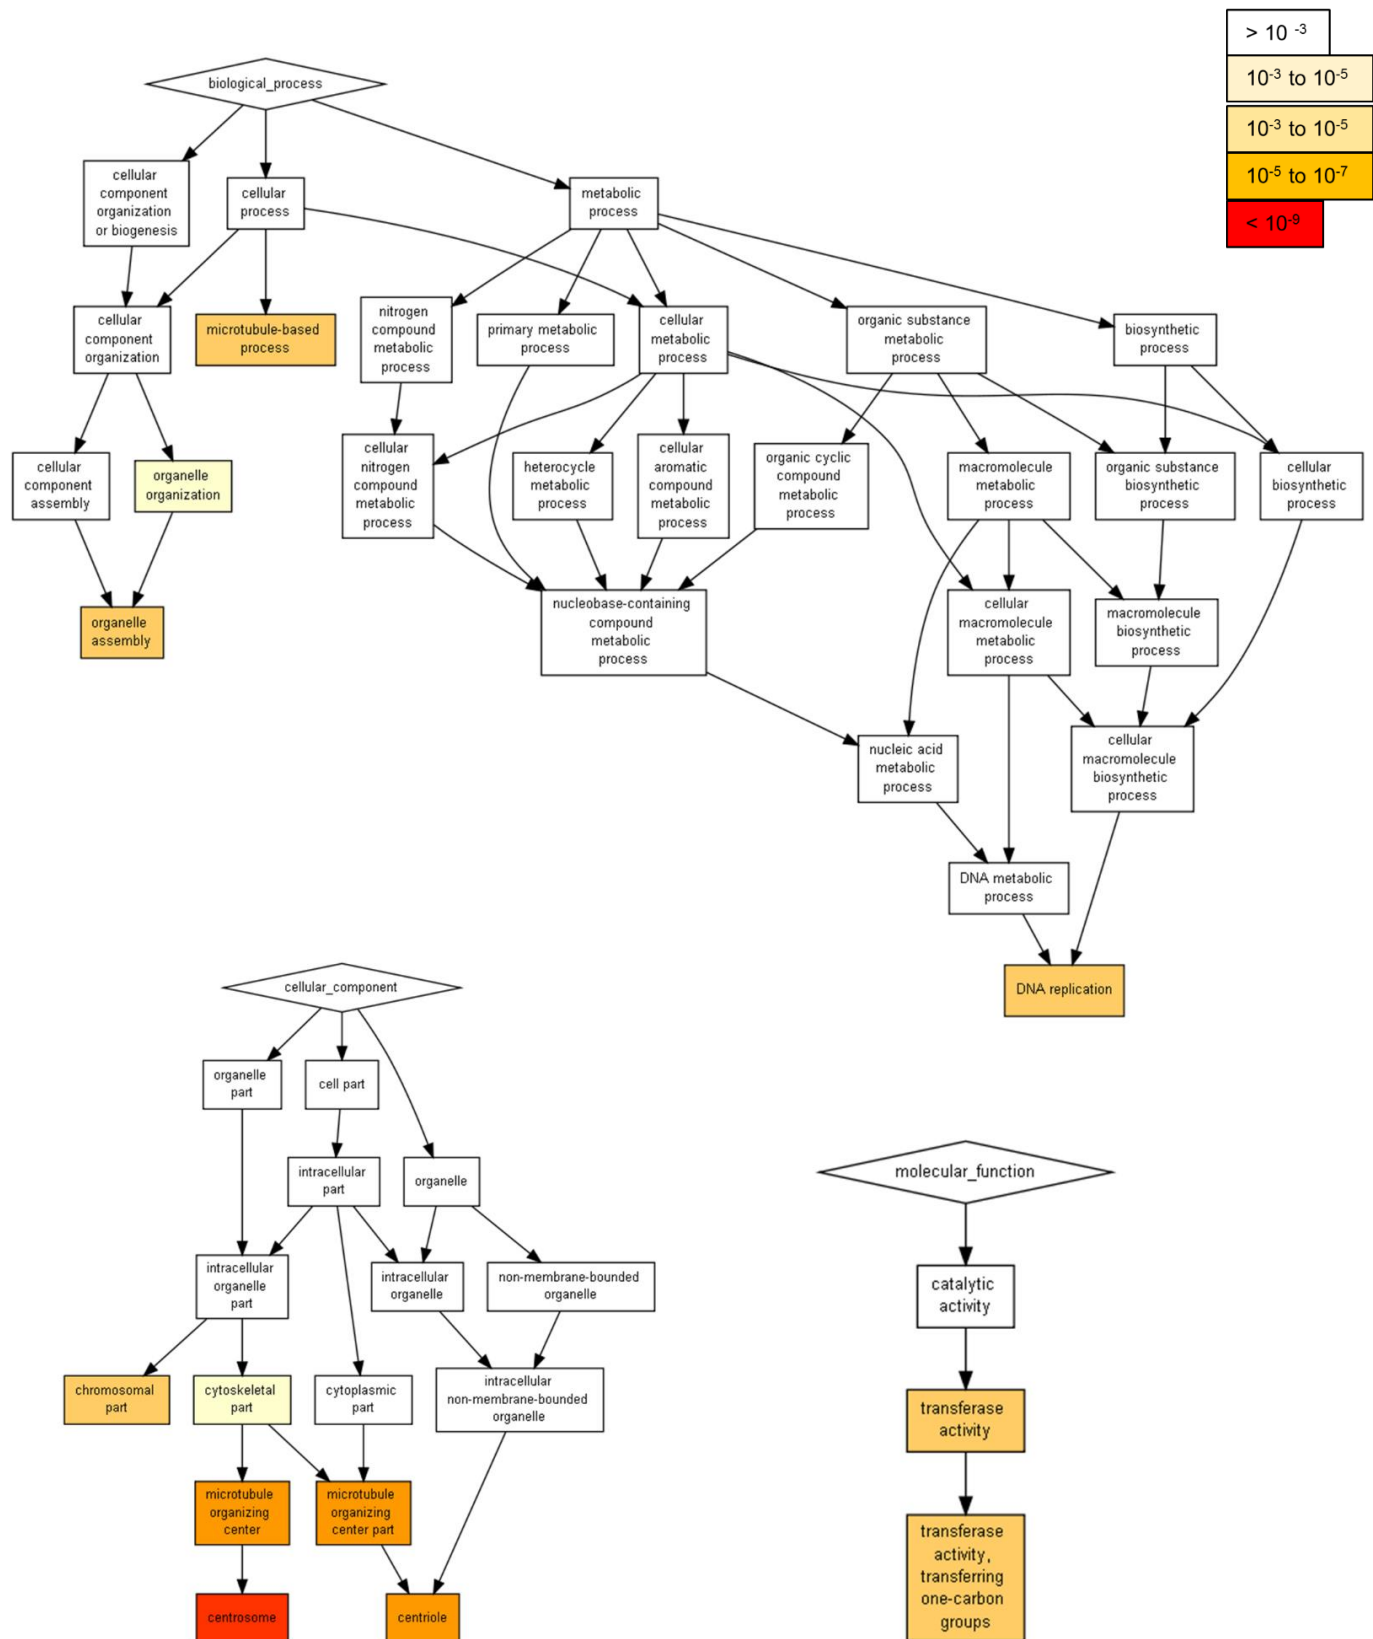 > 10 -3
10-3 to 10-5
10-3 to 10-5
10-5 to 10-7
< 10-9
biological_process
cellular
component
organization
or biogenesis
cellular
process
metabolic
process
cellular
component
organization
microtubule-based
process
nitrogen
compound
metabolic
process
primary metabolic
process
cellular
metabolic
process
organic substance
metabolic
process
biosynthetic
process
cellular
component
assembly
organelle
organization
cellular
nitrogen
compound
metabolic
process
heterocycle
metabolic
process
cellular
aromatic
compound
metabolic
process
organic cyclic
compound
metabolic
process
macromolecule
metabolic
process
organic substance
biosynthetic
process
cellular
biosynthetic
process
organelle
assembly
nucleobase-containing
compound
metabolic
process
cellular
macromolecule
metabolic
process
macromolecule
biosynthetic
process
nucleic acid
metabolic
process
cellular
macromolecule
biosynthetic
process
DNA metabolic
process
DNA replication
cellular_component
organelle
part
cell part
intracellular
part
organelle
intracellular
organelle
part
intracellular
organelle
non-membrane-bounded
organelle
chromosomal
part
cytoskeletal
part
cytoplasmic
part
intracellular
non-membrane-bounded
organelle
microtubule
organizing
center
microtubule
organizing
center part
centrosome
centriole
molecular_function
catalytic
activity
transferase
activity
transferase
activity,
transferring
one-carbon
groups